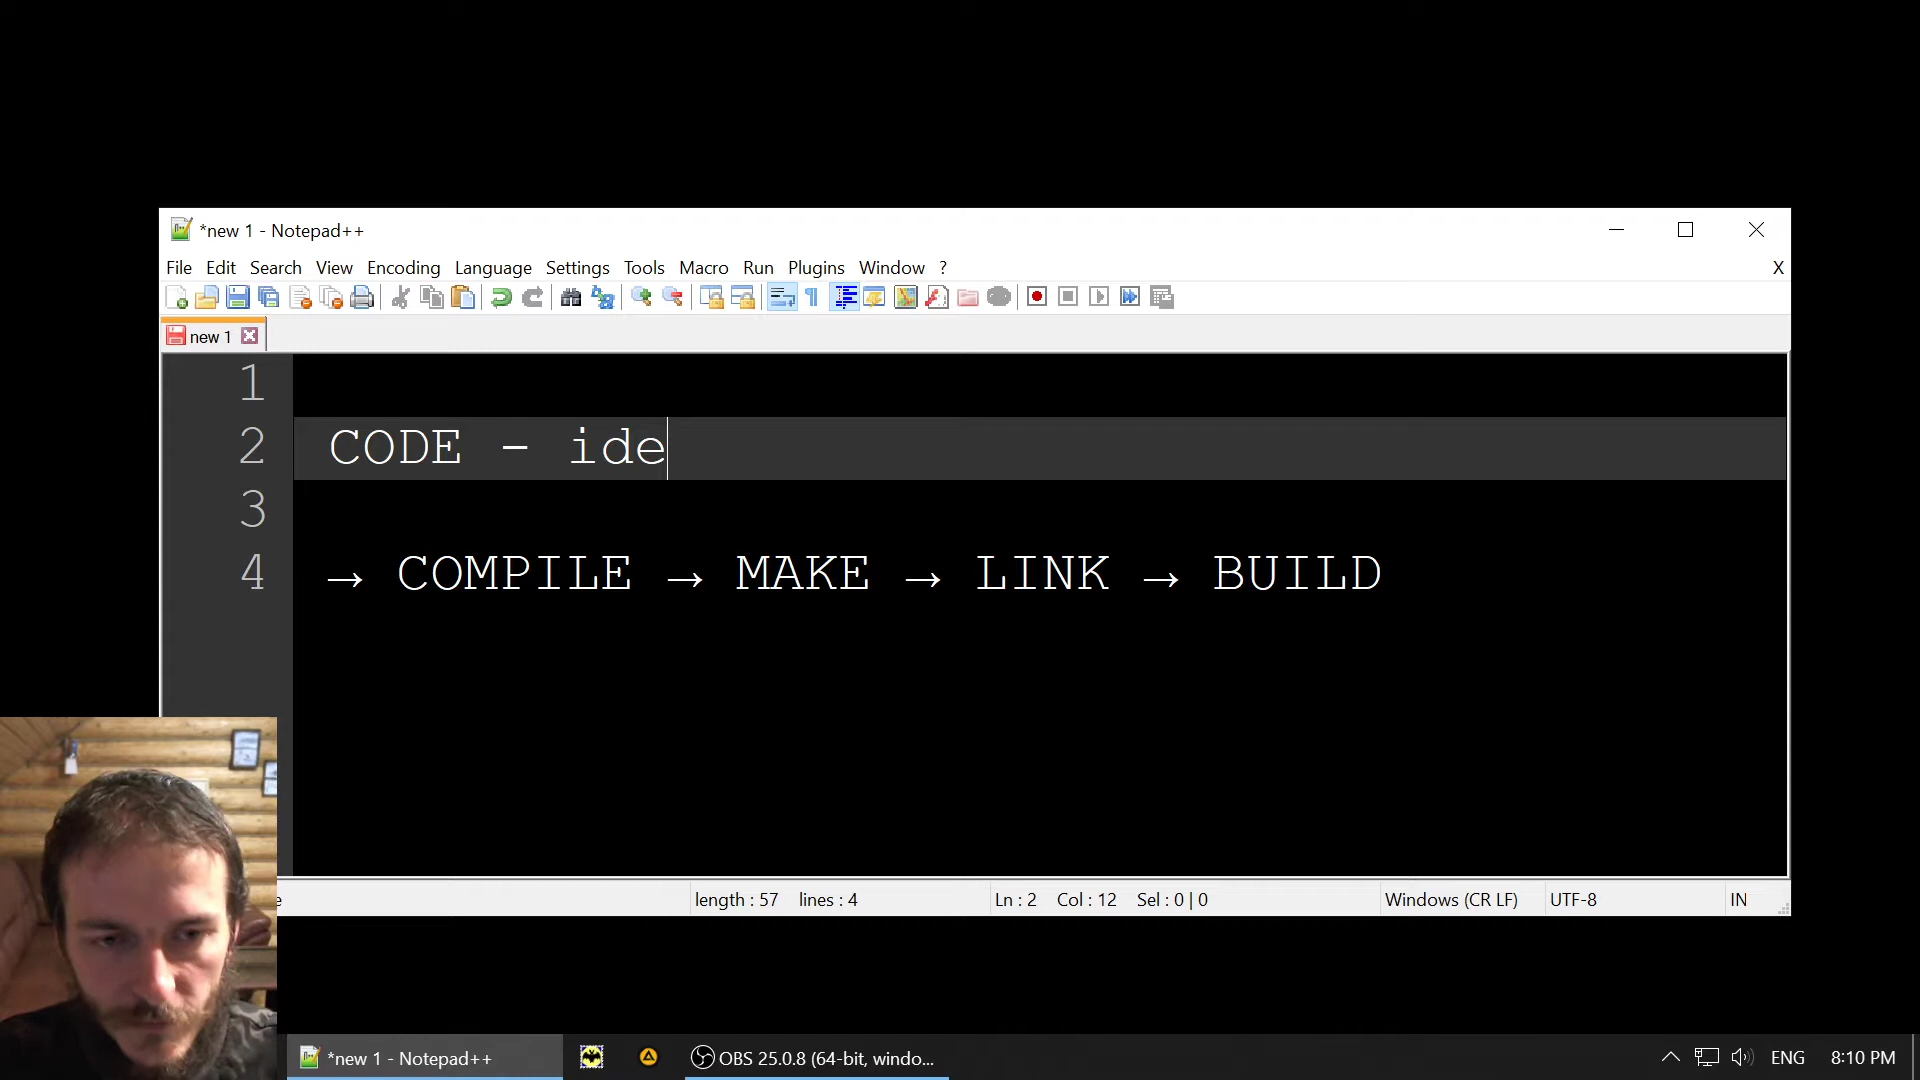 *new 1 - Notepad++
File Edit Search View Encoding Language Settings Tools Macro Run Plugins Window ? X
new 1
1
2 CODE - ide
3
4 → COMPILE → MAKE → LINK → BUILD
length : 57 lines : 4 Ln : 2 Col : 12 Sel : 0 | 0 Windows (CR LF) UTF-8 IN
*new 1 - Notepad++ OBS 25.0.8 (64-bit, windo... ENG 8:10 PM